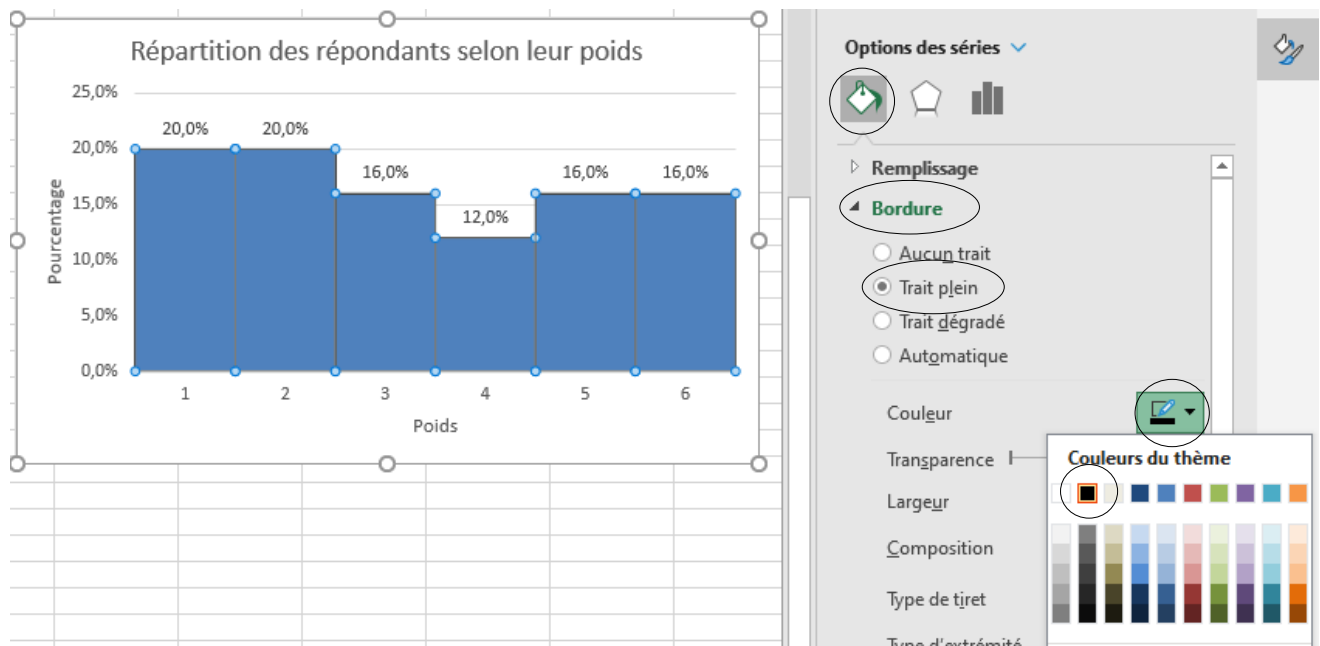 Répartition des répondants selon leur poids
25,0%
20,0%
15,0%
10,0%
5,0%
0,0%
Pourcentage
20,0%
20,0%
16,0%
12,0%
16,0%
16,0%
1
2
3
4
5
6
Poids
Options des séries
Remplissage
Bordure
Aucun trait
Trait plein
Trait dégradé
Automatique
Couleur
Transparence
Largeur
Composition
Type de tiret
Type d'extrémité
Couleurs du thème